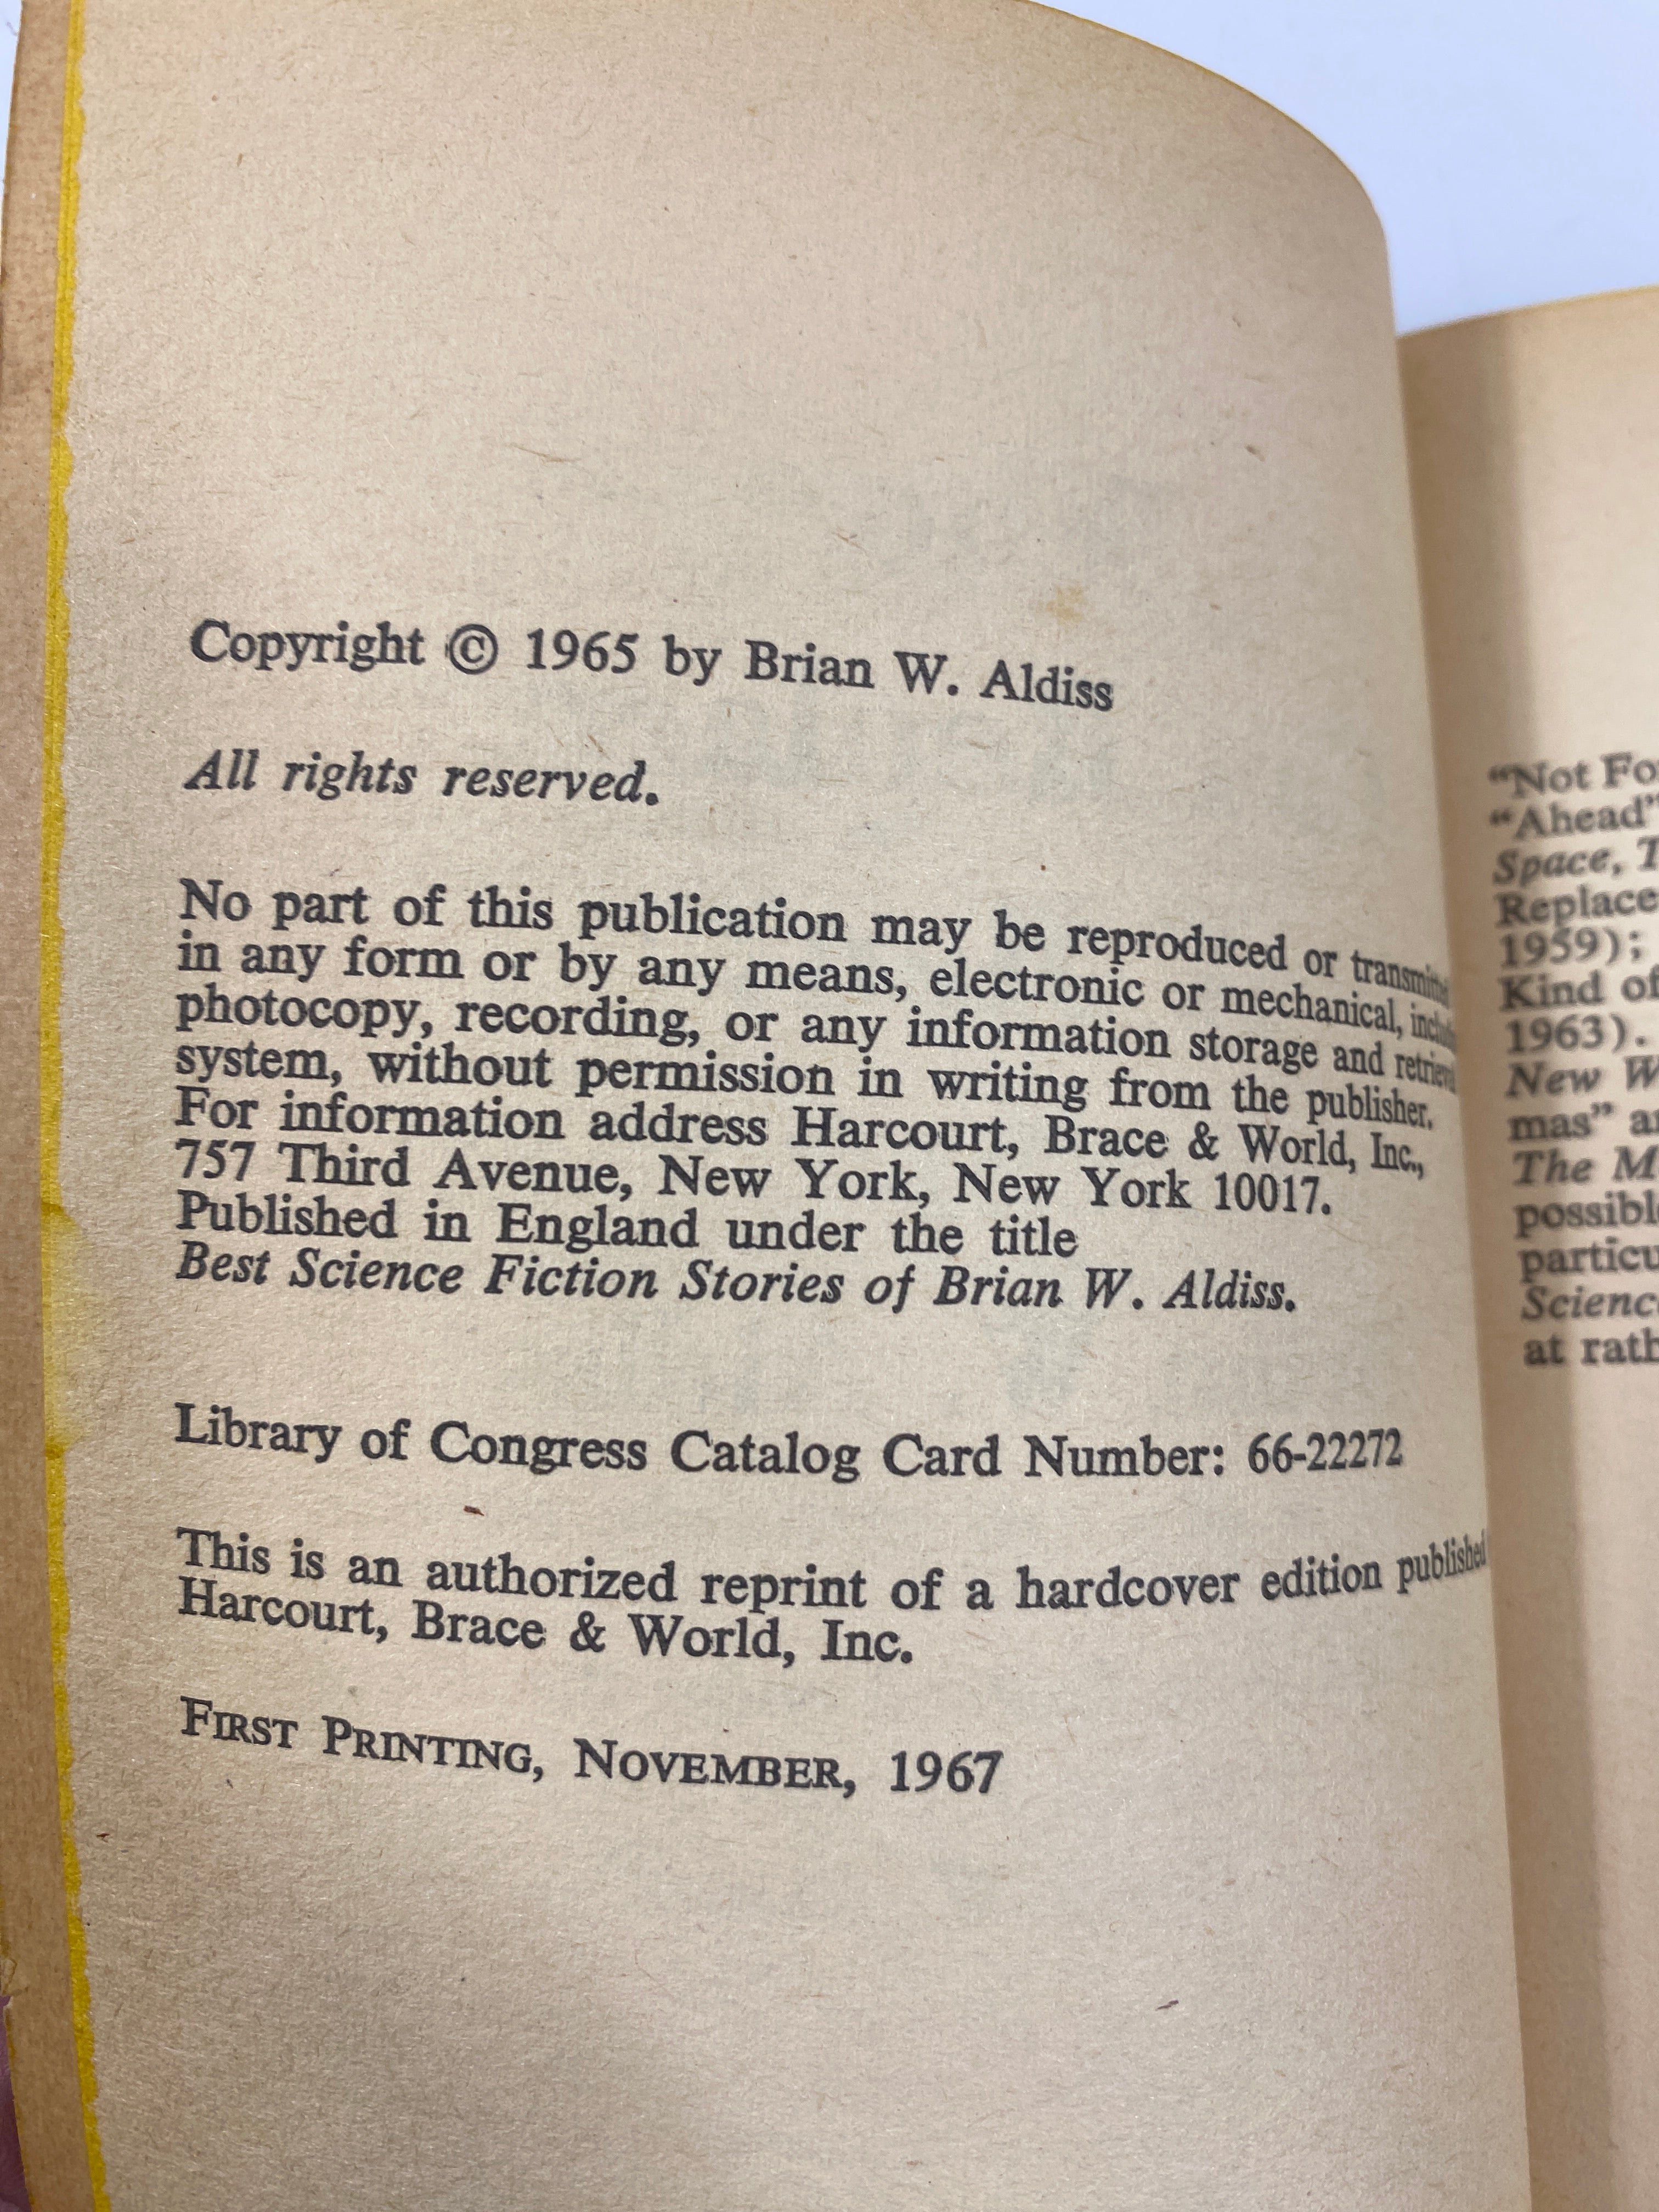 Copyright © 1965 by Brian W. Aldiss
All rights reserved.
No part of this publication may be reproduced or transmitted
in any form or by any means, electronic or mechanical,
photocopy, recording, or any information storage and retrieval
system, without permission in writing from the publisher.
For information address Harcourt, Brace & World, Inc.,
757 Third Avenue, New York, New York 10017.
Published in England under the title
Best Science Fiction Stories of Brian W. Aldiss.
Library of Congress Catalog Card Number: 66-22272
This is an authorized reprint of a hardcover edition published
Harcourt, Brace & World, Inc.
FIRST PRINTING, NOVEMBER, 1967
"Not
"Ahead"
Space,
Replace
1959);
Kind of
1963).
New
mas"
The
possibl
particu
Science
at